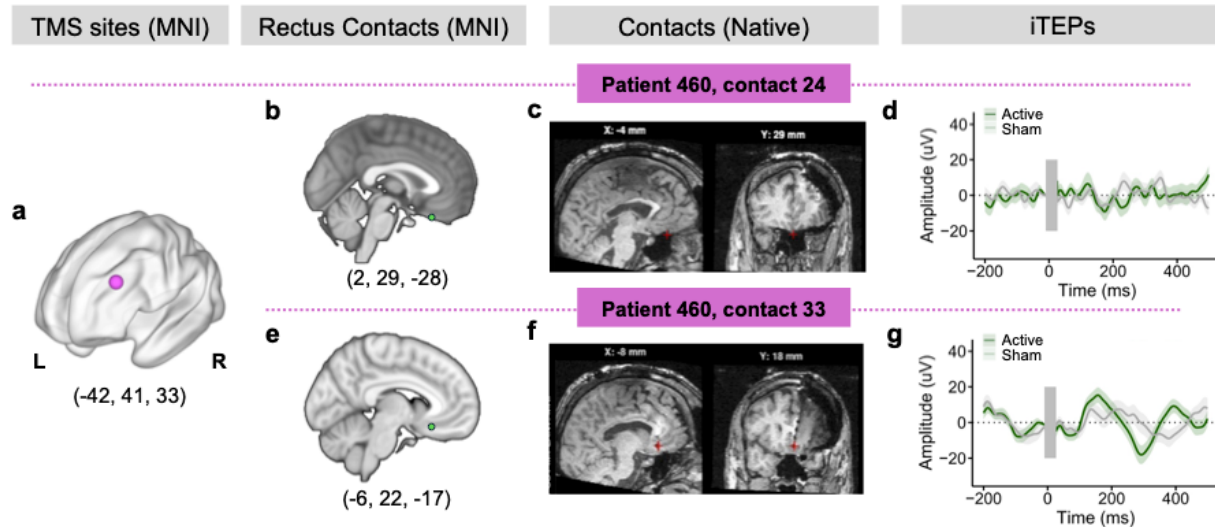 TMS sites (MNI)
Rectus Contacts (MNI)
Contacts (Native)
iTEPs
Patient 460, contact 24
a
L
R
(-42, 41, 33)
b
(2, 29, -28)
c
X: -4 mm
Y: 29 mm
d
Active
Sham
Amplitude (uV)
40
20
0
−20
−200
0
200
400
Time (ms)
Patient 460, contact 33
e
(-6, 22, -17)
f
X: -8 mm
Y: 18 mm
g
Active
Sham
Amplitude (uV)
40
20
0
−20
−200
0
200
400
Time (ms)